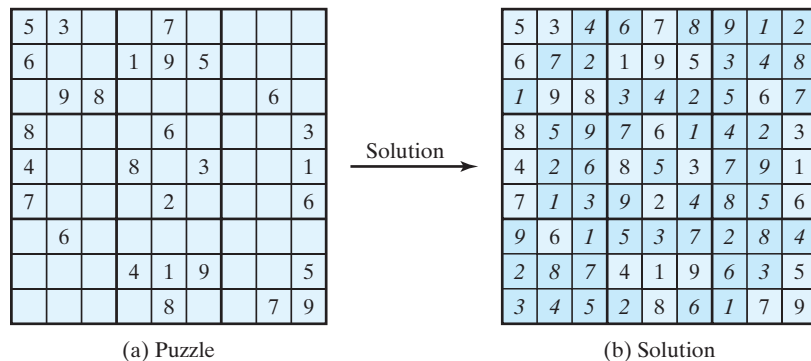 5 3 7
6 1 9 5
9 8 6
8 6 3
4 8 3 1
7 2 6
6
4 1 9 5
8 7 9
(a) Puzzle
Solution
5 3 4 6 7 8 9 1 2
6 7 2 1 9 5 3 4 8
1 9 8 3 4 2 5 6 7
8 5 9 7 6 1 4 2 3
4 2 6 8 5 3 7 9 1
7 1 3 9 2 4 8 5 6
9 6 1 5 3 7 2 8 4
2 8 7 4 1 9 6 3 5
3 4 5 2 8 6 1 7 9
(b) Solution